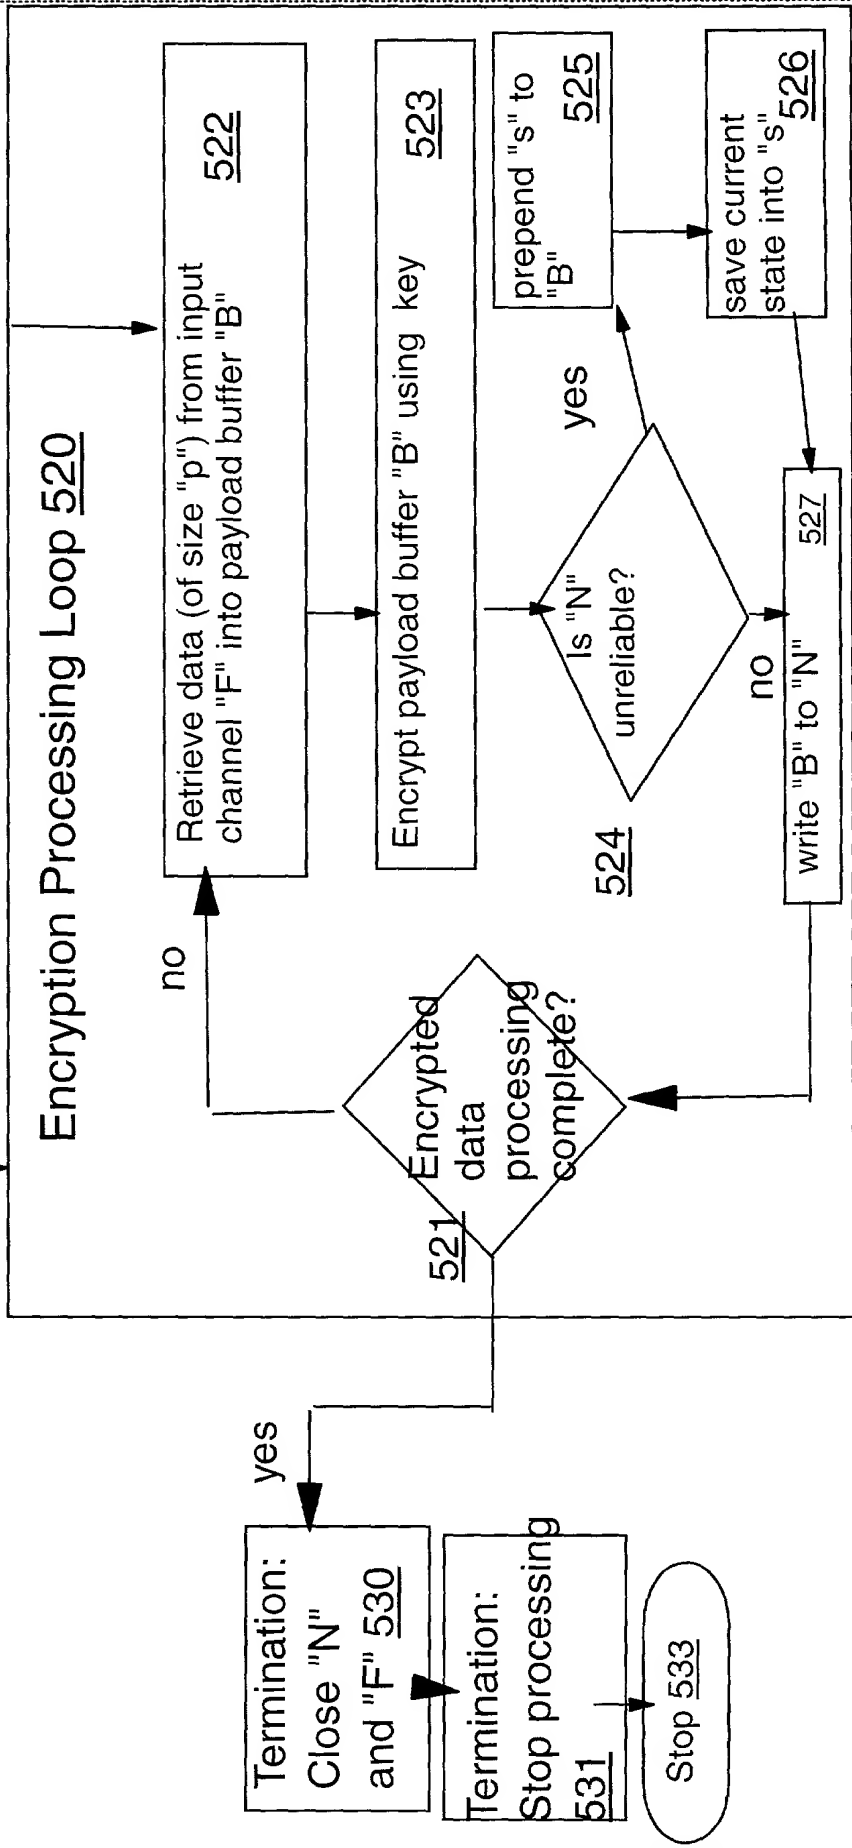 Encryption Processing Loop 520
Retrieve data (of size "p") from input
channel "F" into payload buffer "B"
522
Encrypt payload buffer "B" using key
523
524
Is "N"
unreliable?
yes
no
prepend "s" to
"B"
525
save current
state into "s"
526
write "B" to "N"
527
521
Encrypted
data
processing
complete?
no
yes
Termination:
Close "N"
and "F" 530
Termination:
Stop processing
531
Stop 533